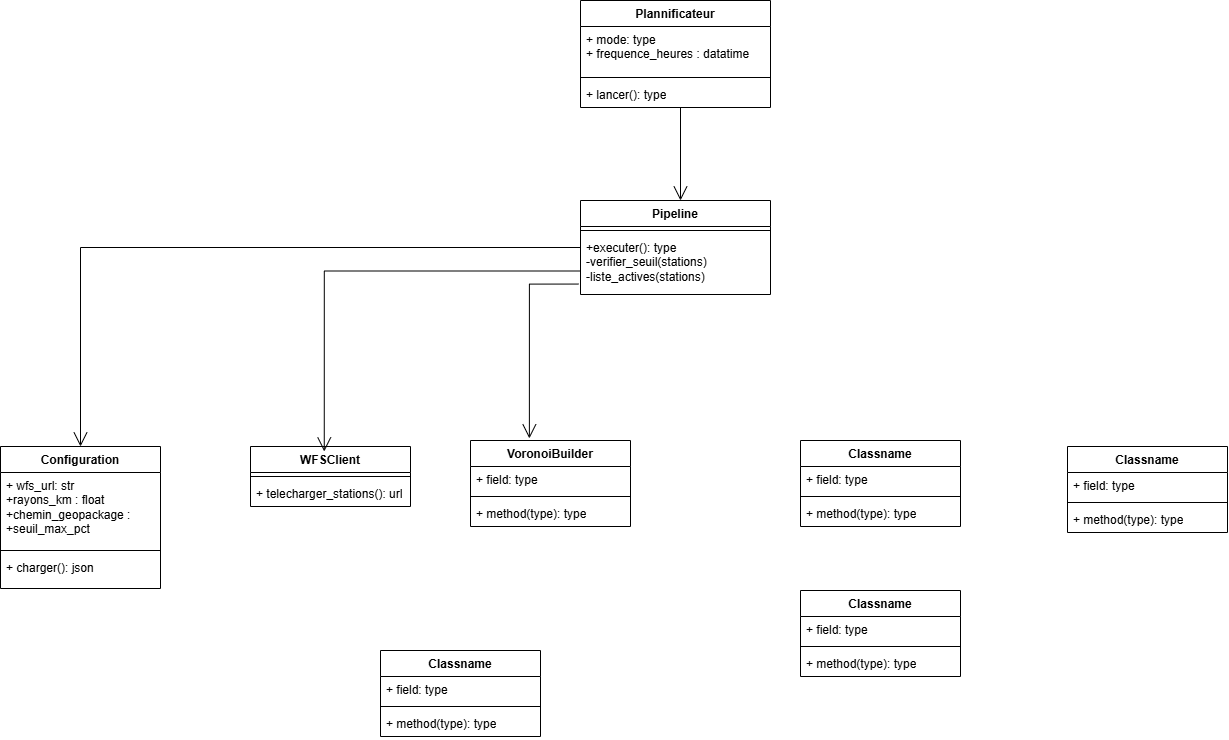 Plannificateur
+ mode: type
+ frequence_heures : datatime
+ lancer(): type
Pipeline
+executer(): type
-verifier_seuil(stations)
-liste_actives(stations)
Configuration
+ wfs_url: str
+rayons_km : float
+chemin_geopackage :
+seuil_max_pct
+ charger(): json
WFSClient
+ telecharger_stations(): url
VoronoiBuilder
+ field: type
+ method(type): type
Classname
+ field: type
+ method(type): type
Classname
+ field: type
+ method(type): type
Classname
+ field: type
+ method(type): type
Classname
+ field: type
+ method(type): type